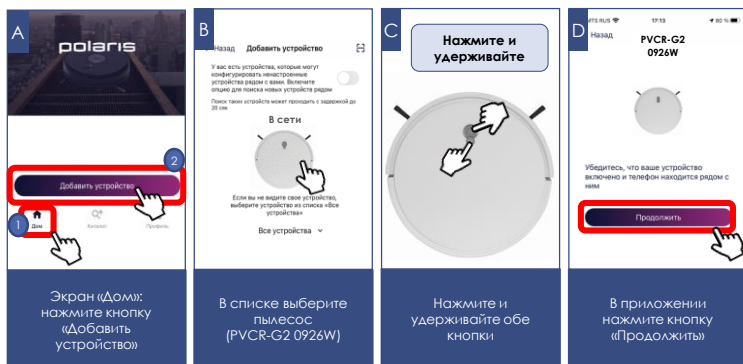 A
polaris
2
Добавить устройство
1
Дом
Каталог
Профиль
Экран «Дом»:
нажмите кнопку
«Добавить
устройство»
B
Назад Добавить устройство
У вас есть устройства, которые могут
конфигурировать ненастроенные
устройства рядом с вами. Включите
опцию для поиска новых устройств рядом
Поиск таких устройств может проходить с задержкой до
20 сек
В сети
Если вы не видите свое устройство,
выберите устройство из списка «Все
устройства»
Все устройства
В списке выберите
пылесос
(PVCR-G2 0926W)
C
Нажмите и
удерживайте
Нажмите и
удерживайте обе
кнопки
D
MTS RUS 17:13 80 %
Назад
PVCR-G2
0926W
Убедитесь, что ваше устройство
включено и телефон находится рядом с
ним
Продолжить
В приложении
нажмите кнопку
«Продолжить»